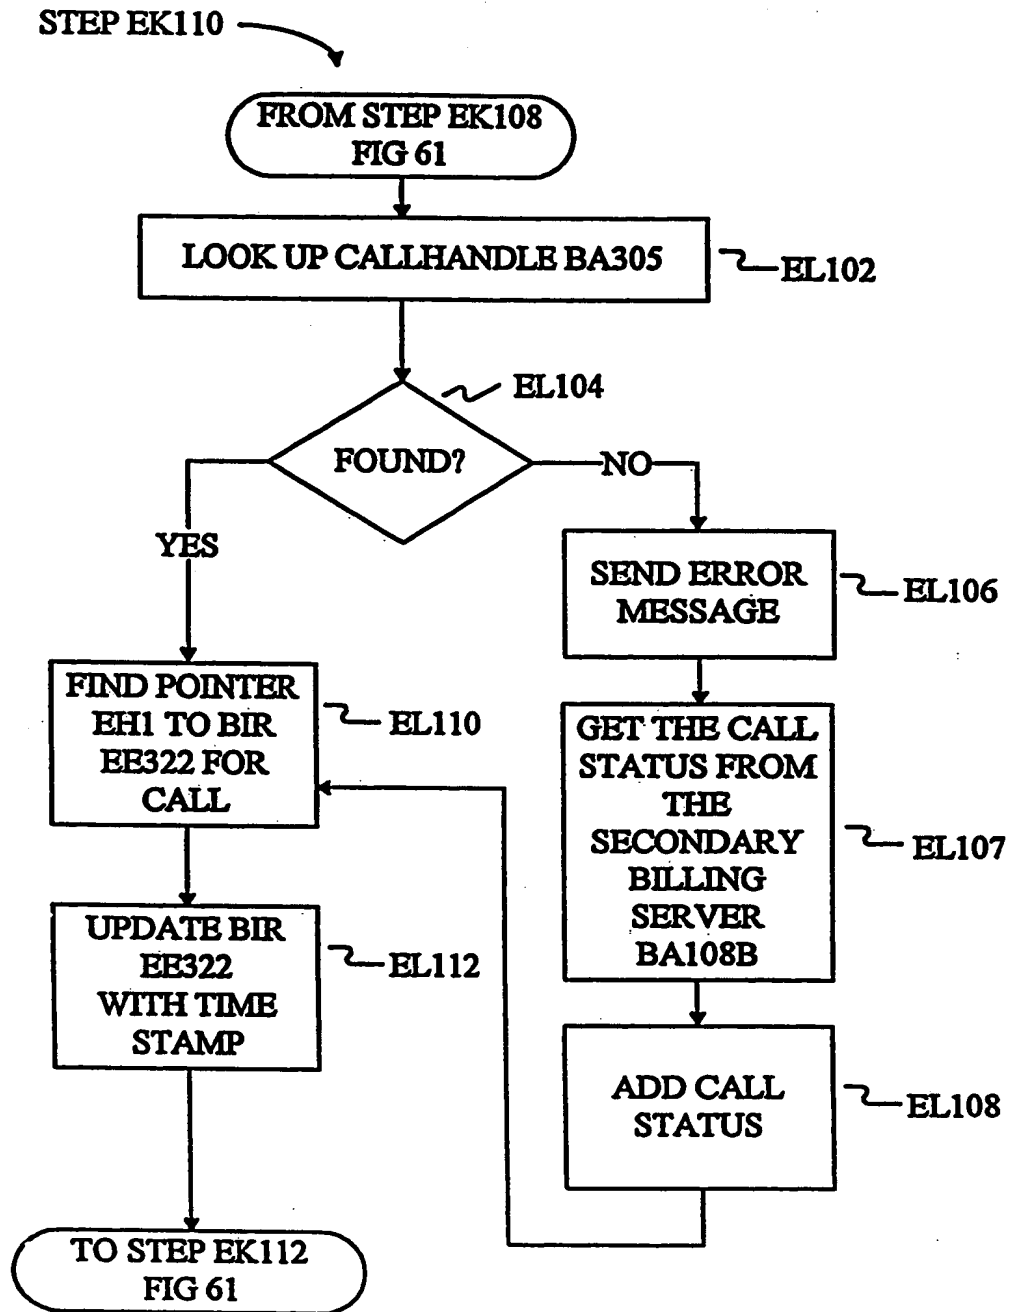 STEP EK110
FROM STEP EK108
FIG 61
LOOK UP CALLHANDLE BA305
EL102
EL104
FOUND?
NO
YES
SEND ERROR
MESSAGE
EL106
FIND POINTER
EH1 TO BIR
EE322 FOR
CALL
EL110
GET THE CALL
STATUS FROM
THE
SECONDARY
BILLING
SERVER
BA108B
EL107
UPDATE BIR
EE322
WITH TIME
STAMP
EL112
ADD CALL
STATUS
EL108
TO STEP EK112
FIG 61